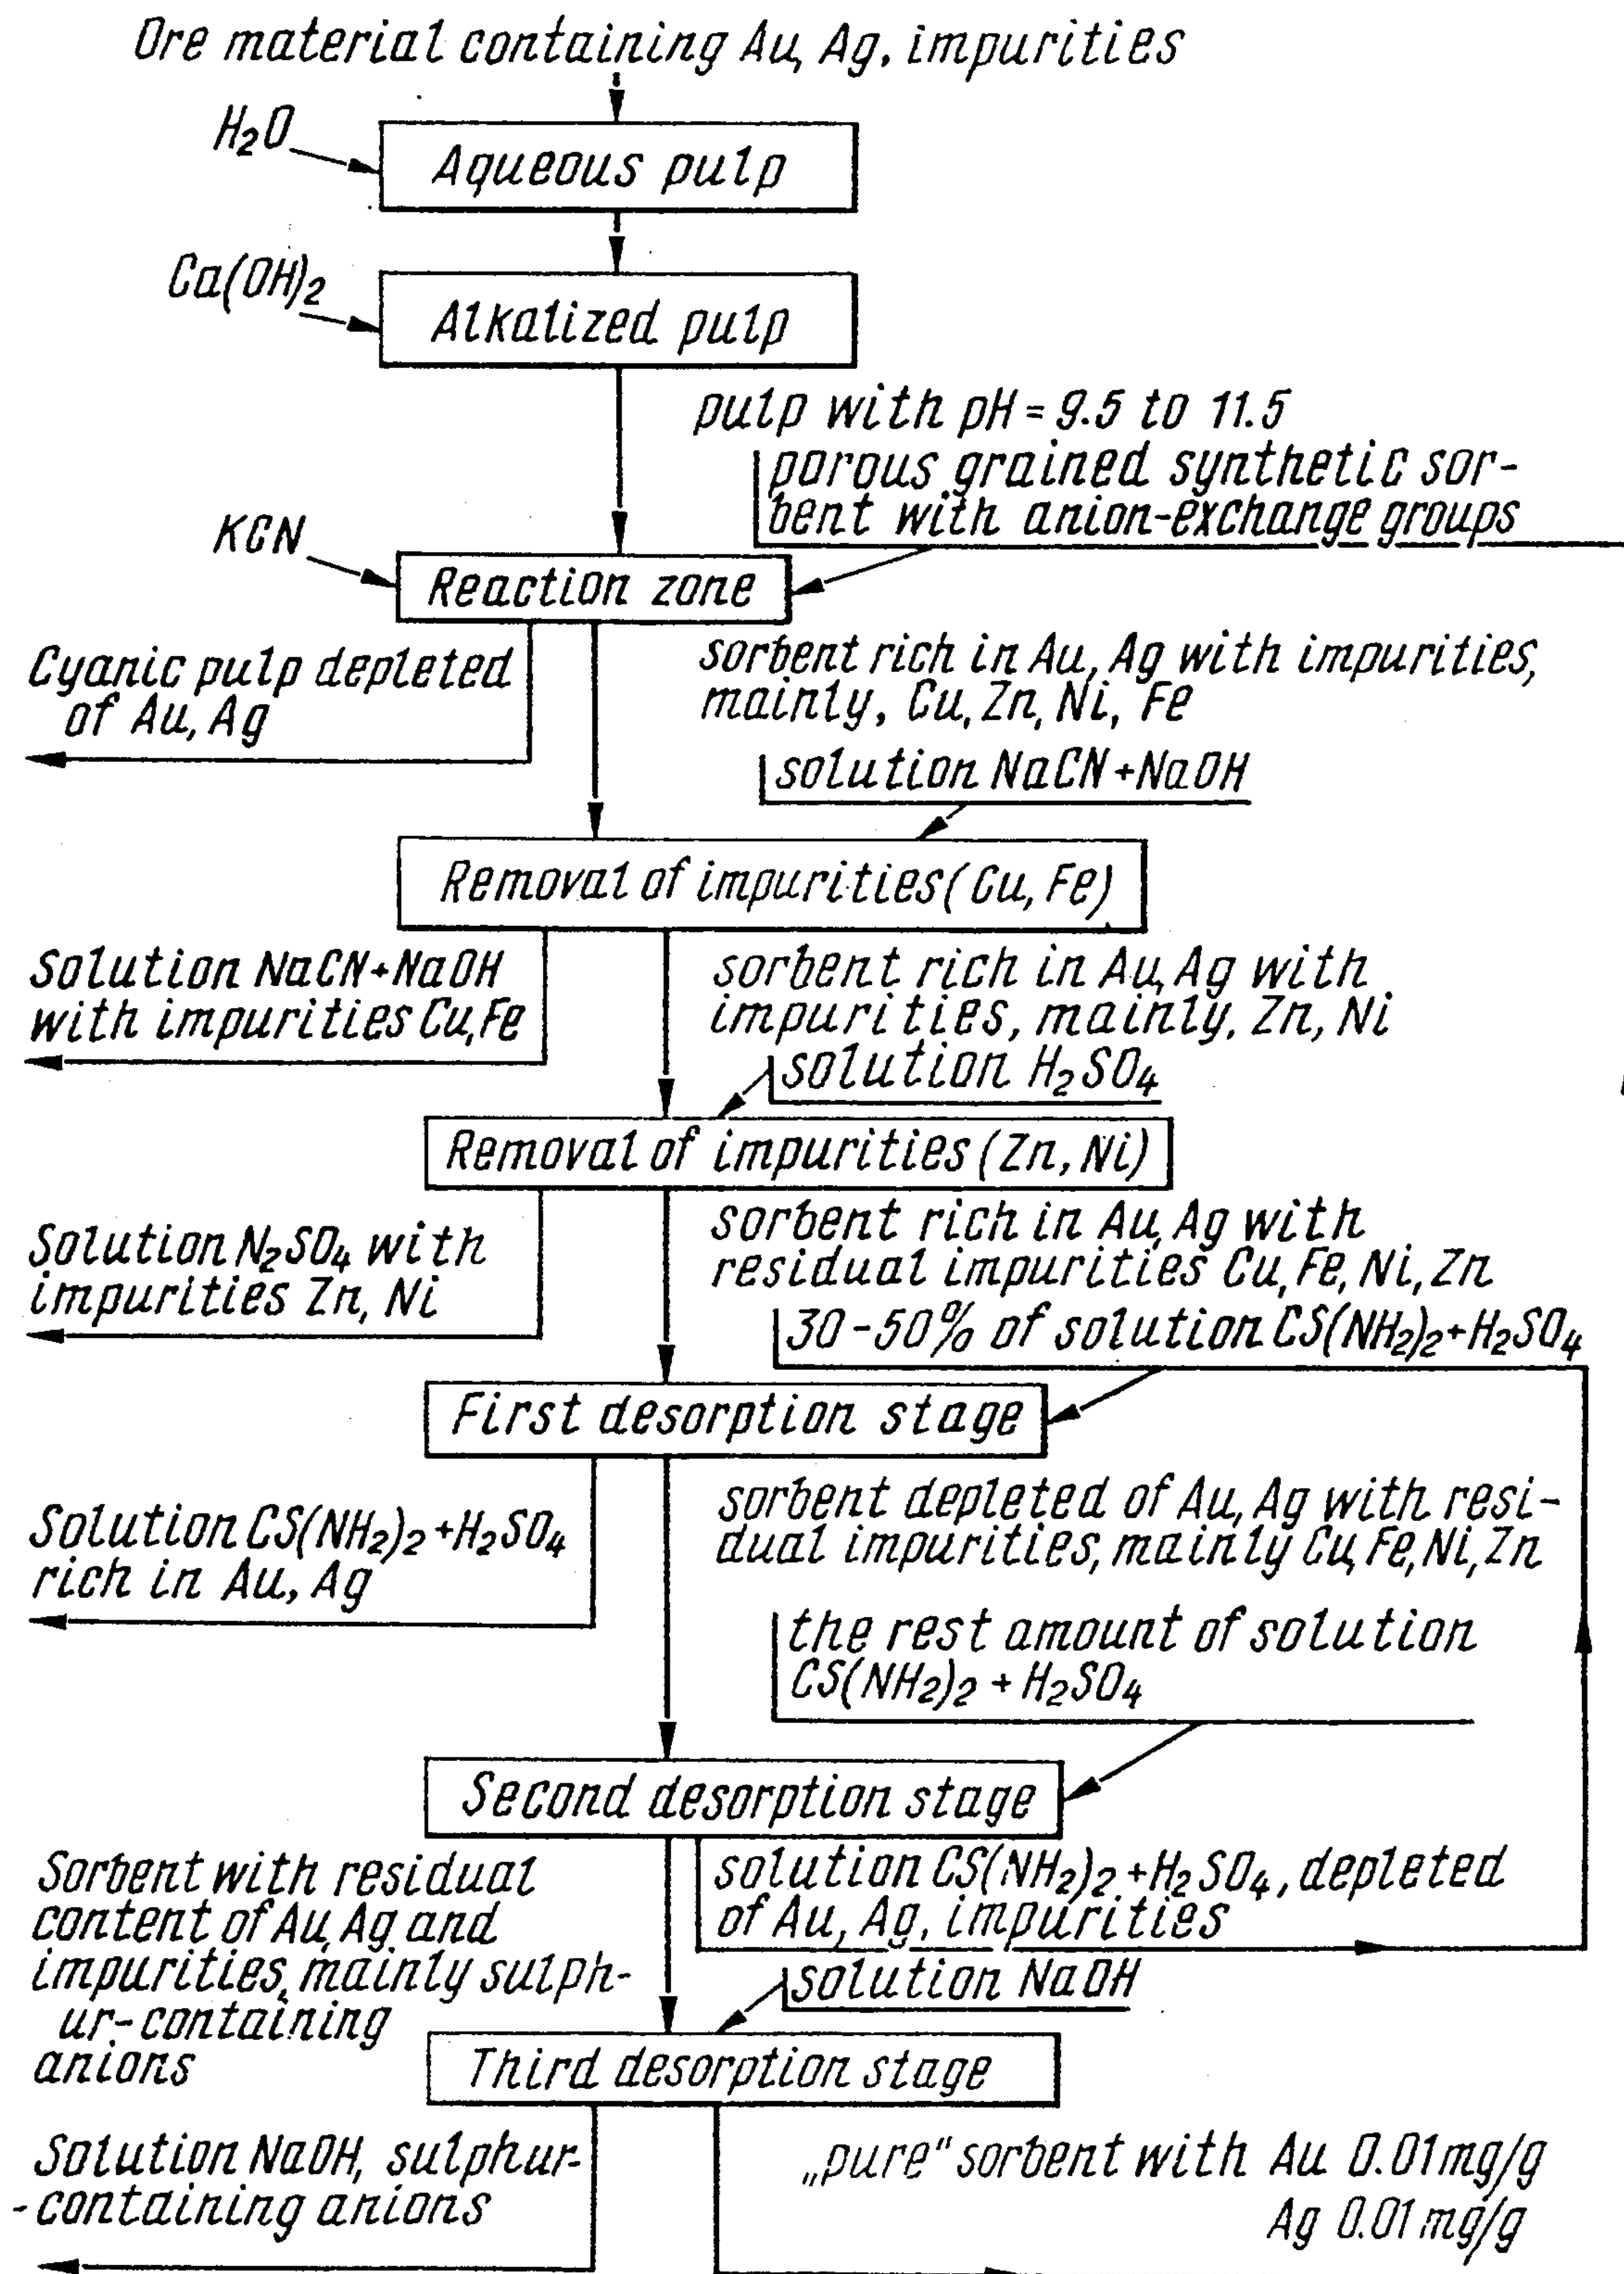 Ore material containing Au, Ag, impurities
H₂O
Aqueous pulp
Ca(OH)₂
Alkalized pulp
pulp with pH = 9.5 to 11.5
porous grained synthetic sor-
bent with anion-exchange groups
KCN
Reaction zone
Cyanic pulp depleted
of Au, Ag
sorbent rich in Au, Ag with impurities,
mainly, Cu, Zn, Ni, Fe
solution NaCN + NaOH
Removal of impurities (Cu, Fe)
Solution NaCN + NaOH
with impurities Cu, Fe
sorbent rich in Au, Ag with
impurities, mainly, Zn, Ni
solution H₂SO₄
Removal of impurities (Zn, Ni)
Solution N₂SO₄ with
impurities Zn, Ni
sorbent rich in Au, Ag with
residual impurities Cu, Fe, Ni, Zn
30-50% of solution CS(NH₂)₂ + H₂SO₄
First desorption stage
Solution CS(NH₂)₂ + H₂SO₄
rich in Au, Ag
sorbent depleted of Au, Ag with resi-
dual impurities, mainly Cu, Fe, Ni, Zn
the rest amount of solution
CS(NH₂)₂ + H₂SO₄
Second desorption stage
Sorbent with residual
content of Au, Ag and
impurities, mainly sulph-
ur-containing
anions
solution CS(NH₂)₂ + H₂SO₄, depleted
of Au, Ag, impurities
solution NaOH
Third desorption stage
Solution NaOH, sulphur-
-containing anions
„pure“ sorbent with Au 0.01 mg/g
Ag 0.01 mg/g